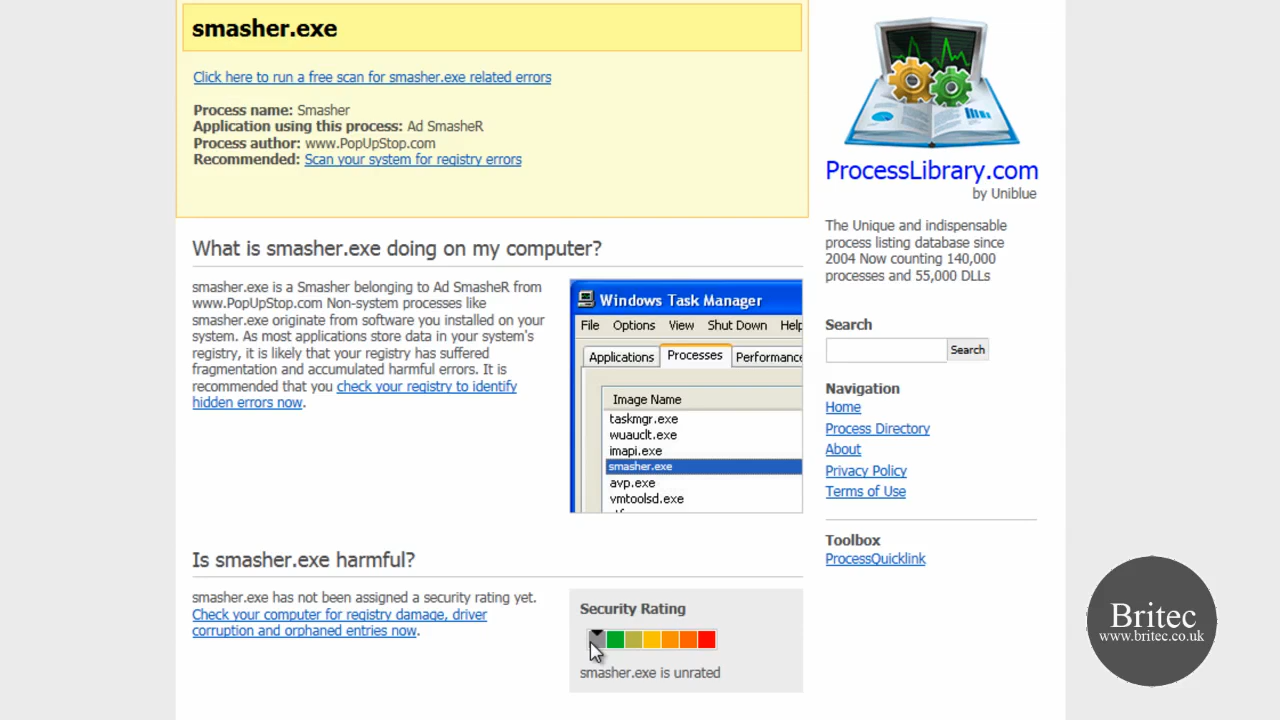 smasher.exe
Click here to run a free scan for smasher.exe related errors
Process name: Smasher
Application using this process: Ad SmasheR
Process author: www.PopUpStop.com
Recommended: Scan your system for registry errors
What is smasher.exe doing on my computer?
smasher.exe is a Smasher belonging to Ad SmasheR from
www.PopUpStop.com Non-system processes like
smasher.exe originate from software you installed on your
system. As most applications store data in your system's
registry, it is likely that your registry has suffered
fragmentation and accumulated harmful errors. It is
recommended that you check your registry to identify
hidden errors now.
Windows Task Manager
File Options View Shut Down Help
Applications Processes Performance
Image Name
taskmgr.exe
wuauclt.exe
imapi.exe
smasher.exe
avp.exe
vmtoolsd.exe
Is smasher.exe harmful?
smasher.exe has not been assigned a security rating yet.
Check your computer for registry damage, driver
corruption and orphaned entries now.
Security Rating
smasher.exe is unrated
ProcessLibrary.com
by Uniblue
The Unique and indispensable
process listing database since
2004 Now counting 140,000
processes and 55,000 DLLs
Search
Search
Navigation
Home
Process Directory
About
Privacy Policy
Terms of Use
Toolbox
ProcessQuicklink
Britec
www.britec.co.uk